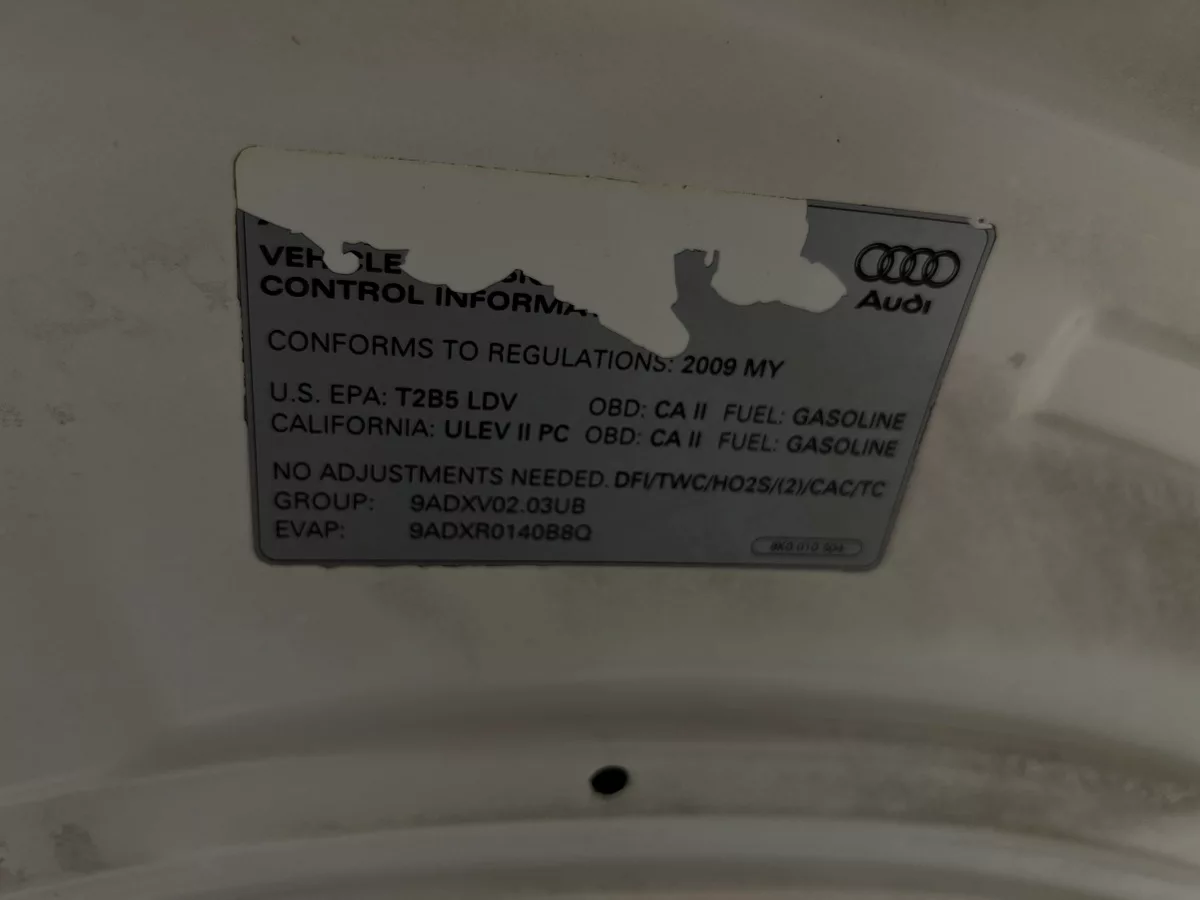 Audi
CONTROL
CONFORMS TO REGULATIONS: 2009 MY
U.S. EPA: T2B5 LDV OBD: CA II FUEL: GASOLINE
CALIFORNIA: ULEV II PC OBD: CA II FUEL: GASOLINE
NO ADJUSTMENTS NEEDED. DFI/TWC/HO2S/(2)/CAC/TC
GROUP: 9ADXV02.03UB
EVAP: 9ADXR0140B8Q